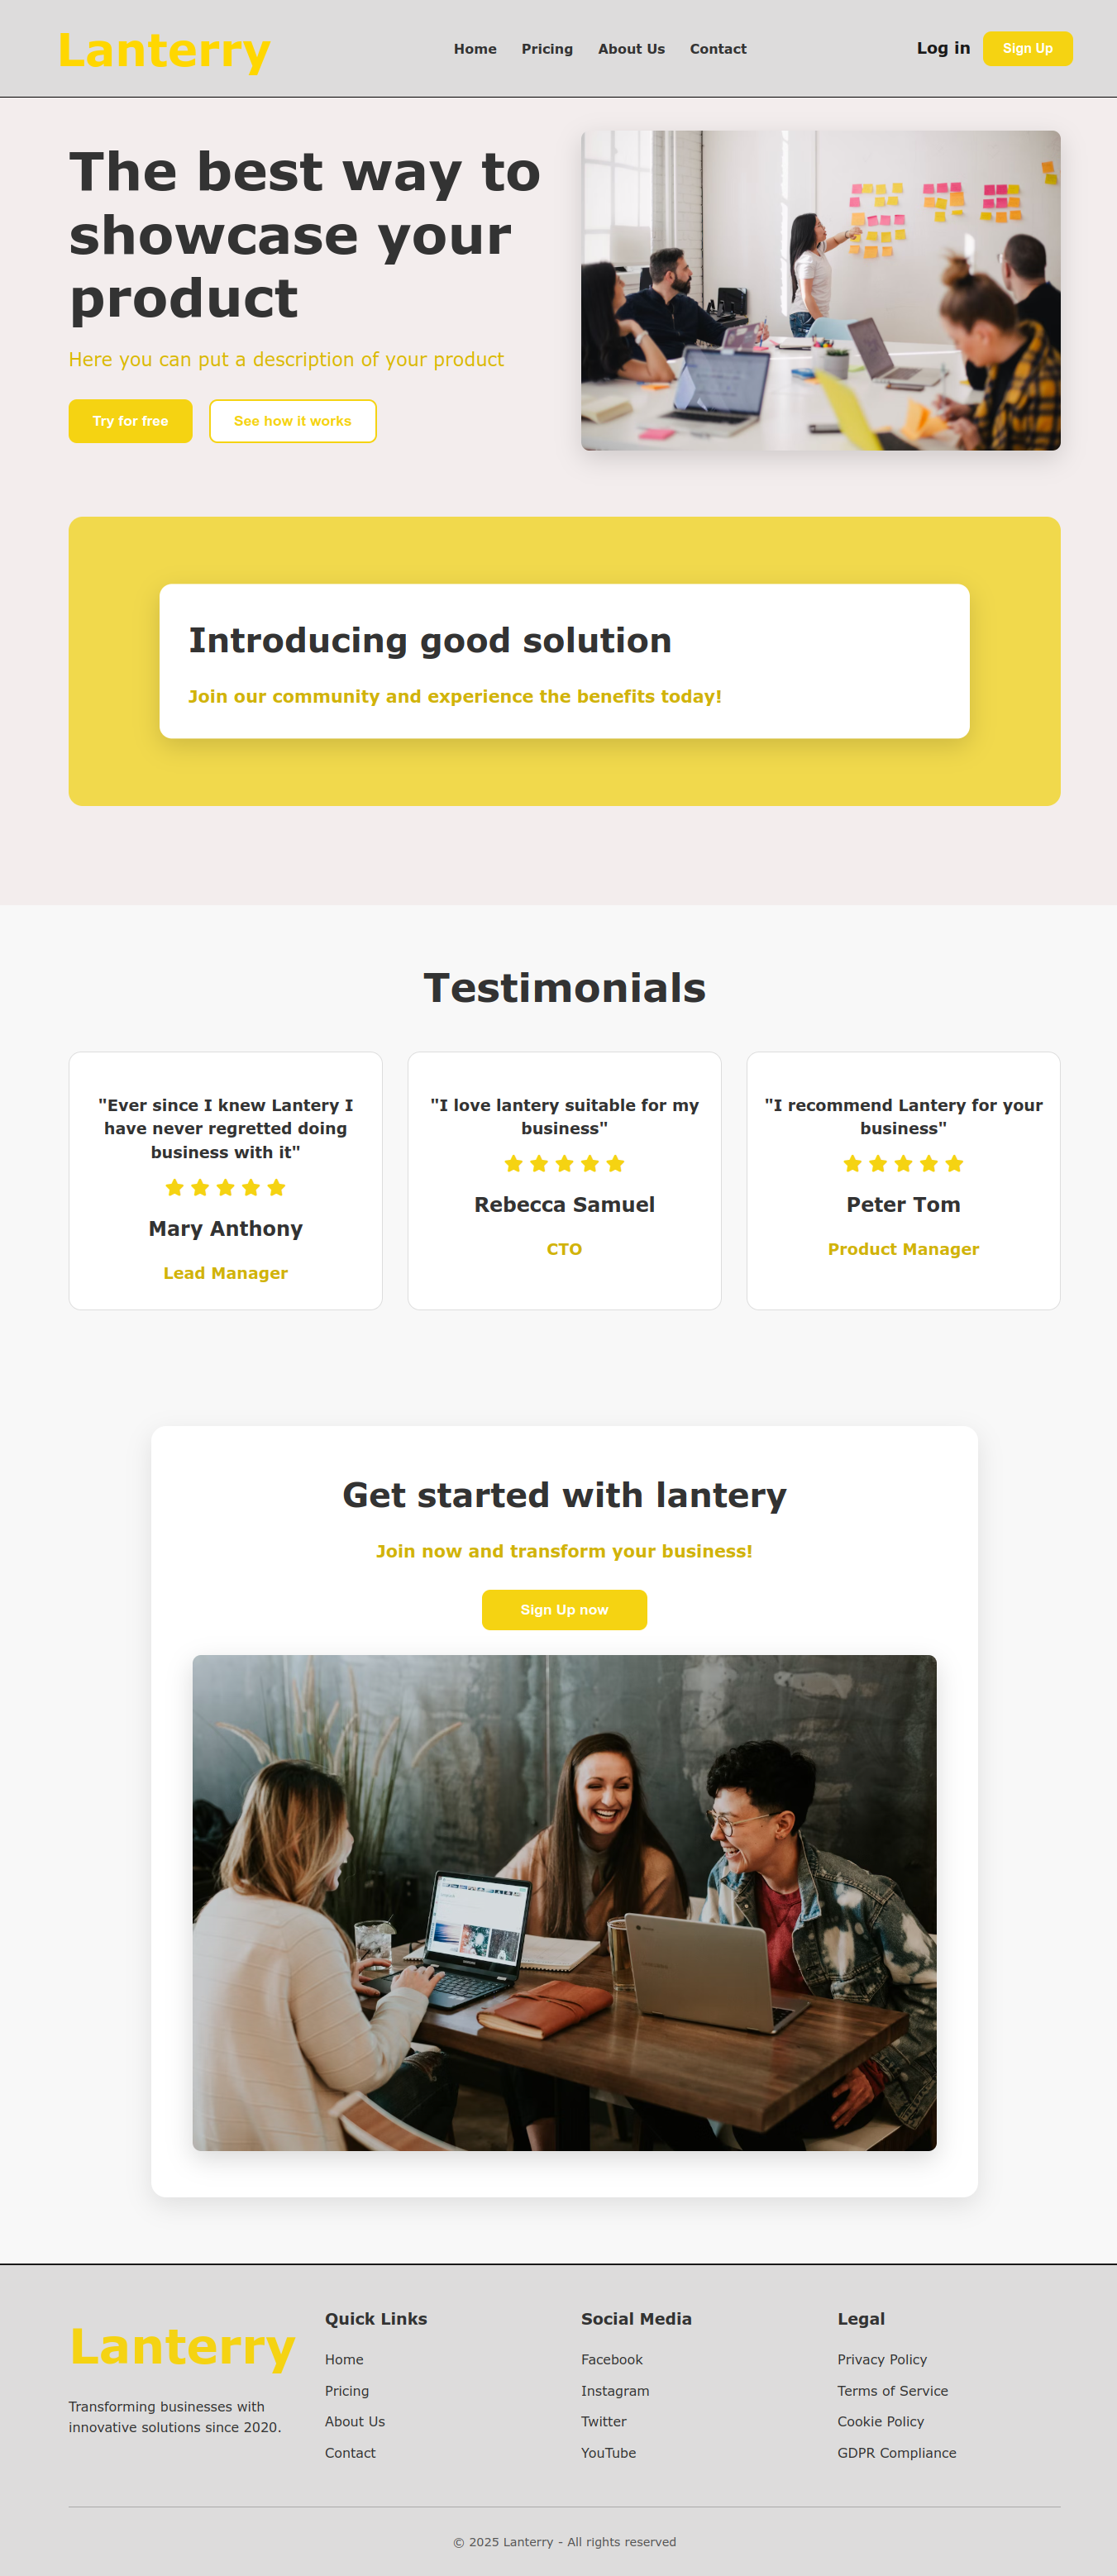 Lanterry
Home Pricing About Us Contact
Log in Sign Up
The best way to
showcase your
product
Here you can put a description of your product
Try for free See how it works
Introducing good solution
Join our community and experience the benefits today!
Testimonials
"Ever since I knew Lantery I
have never regretted doing
business with it"
Mary Anthony
Lead Manager
"I love lantery suitable for my
business"
Rebecca Samuel
CTO
"I recommend Lantery for your
business"
Peter Tom
Product Manager
Get started with lantery
Join now and transform your business!
Sign Up now
Lanterry
Transforming businesses with
innovative solutions since 2020.
Quick Links
Home
Pricing
About Us
Contact
Social Media
Facebook
Instagram
Twitter
YouTube
Legal
Privacy Policy
Terms of Service
Cookie Policy
GDPR Compliance
© 2025 Lanterry - All rights reserved